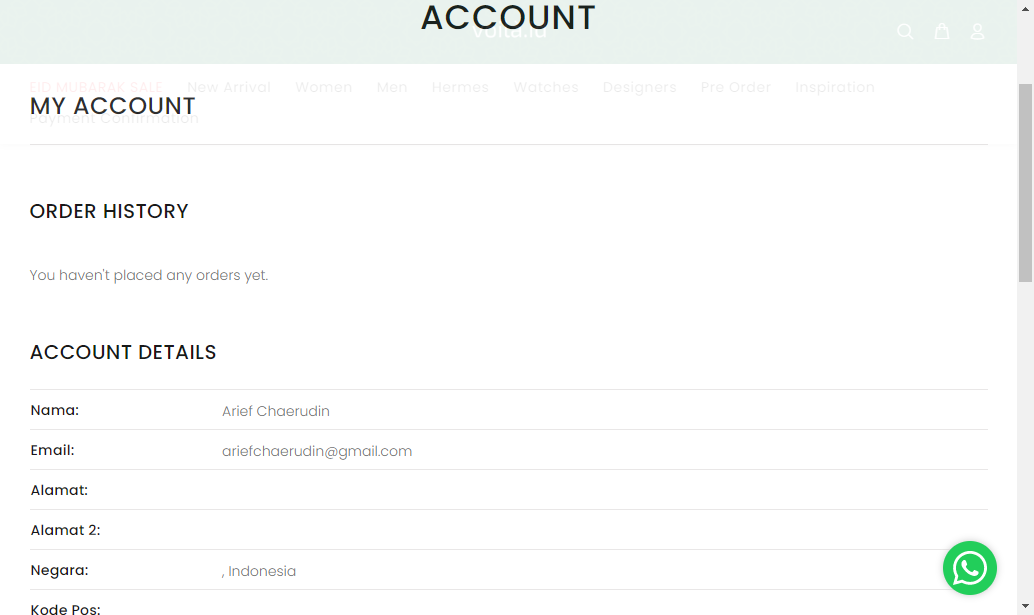 ACCOUNT
volta.id
EID MUBARAK SALE New Arrival Women Men Hermes Watches Designers Pre Order Inspiration
MY ACCOUNT
Payment Confirmation
ORDER HISTORY
You haven't placed any orders yet.
ACCOUNT DETAILS
Nama: Arief Chaerudin
Email: ariefchaerudin@gmail.com
Alamat:
Alamat 2:
Negara: , Indonesia
Kode Pos: